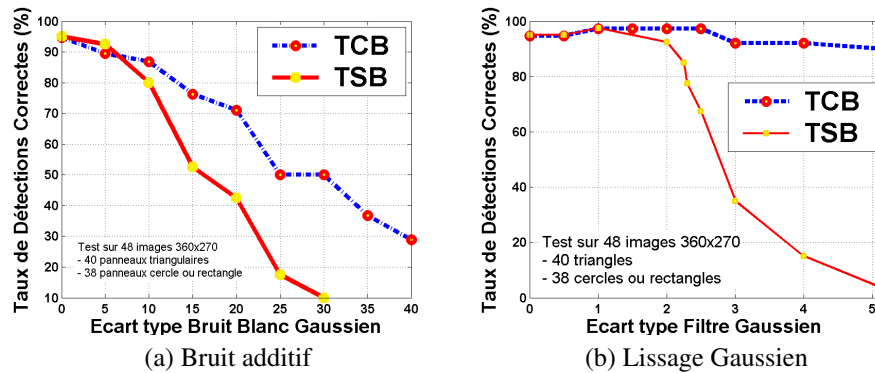 Taux de Détections Correctes (%)
100
90
80
70
60
50
40
30
20
10
TCB
TSB
Test sur 48 images 360x270
- 40 panneaux triangulaires
- 38 panneaux cercle ou rectangle
0 5 10 15 20 25 30 35 40
Ecart type Bruit Blanc Gaussien
(a) Bruit additif
Taux de Détections Correctes (%)
100
80
60
40
20
0
TCB
TSB
Test sur 48 images 360x270
- 40 triangles
- 38 cercles ou rectangles
0 1 2 3 4 5
Ecart type Filtre Gaussien
(b) Lissage Gaussien